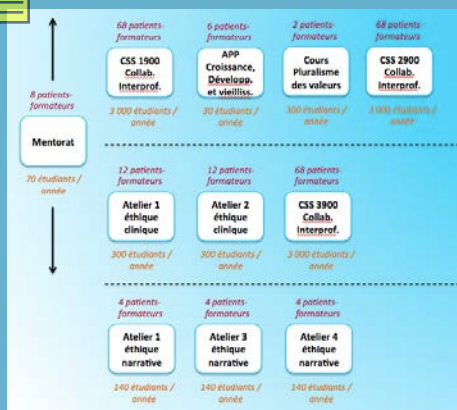 8 patients-
formateurs
Mentorat
70 étudiants /
année
68 patients-
formateurs
CSS 1900
Collab.
Interprof.
3 000 étudiants /
année
6 patients-
formateurs
APP
Croissance,
Développ.
et vieilliss.
30 étudiants /
année
2 patients-
formateurs
Cours
Pluralisme
des valeurs
300 étudiants /
année
68 patients-
formateurs
CSS 2900
Collab.
Interprof.
3 000 étudiants /
année
12 patients-
formateurs
Atelier 1
éthique
clinique
300 étudiants /
année
12 patients-
formateurs
Atelier 2
éthique
clinique
300 étudiants /
année
68 patients-
formateurs
CSS 3900
Collab.
Interprof.
3 000 étudiants /
année
4 patients-
formateurs
Atelier 1
éthique
narrative
140 étudiants /
année
4 patients-
formateurs
Atelier 3
éthique
narrative
140 étudiants /
année
4 patients-
formateurs
Atelier 4
éthique
narrative
140 étudiants /
année